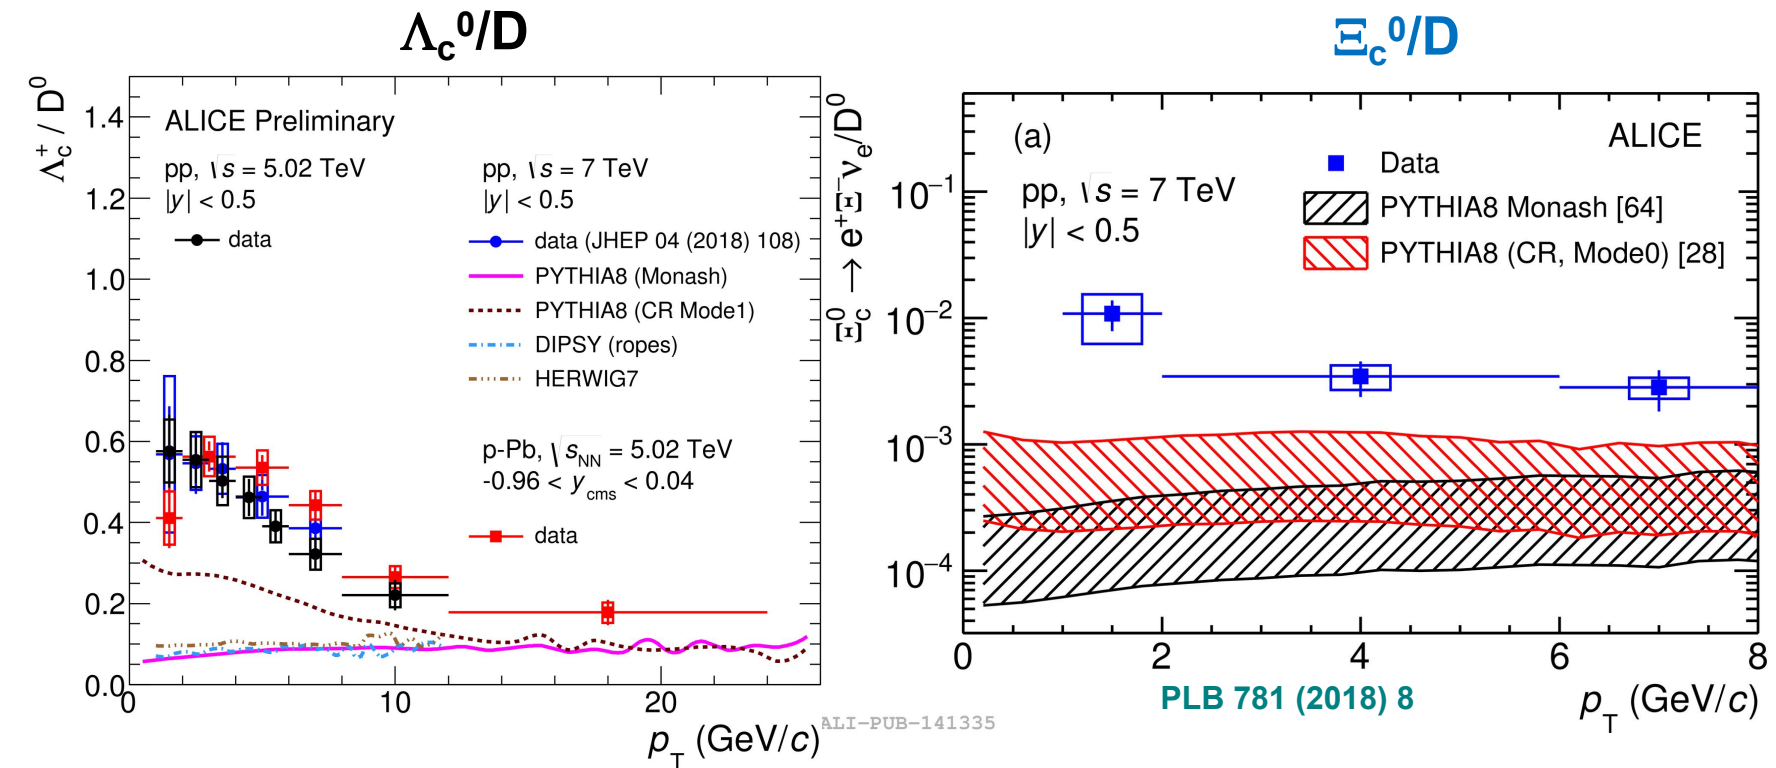 Λc⁰/D
Ξc⁰/D
Λc⁺ / D⁰
ALICE Preliminary
pp, √s = 5.02 TeV
|y| < 0.5
data
pp, √s = 7 TeV
|y| < 0.5
data (JHEP 04 (2018) 108)
PYTHIA8 (Monash)
PYTHIA8 (CR Mode1)
DIPSY (ropes)
HERWIG7
p-Pb, √sNN = 5.02 TeV
-0.96 < ycms < 0.04
data
1.4
1.2
1.0
0.8
0.6
0.4
0.2
0.0
0
10
20
pT (GeV/c)
ALI-PUB-141335
Ξc⁰ → e⁺Ξ⁻νe/D⁰
(a)
ALICE
pp, √s = 7 TeV
|y| < 0.5
Data
PYTHIA8 Monash [64]
PYTHIA8 (CR, Mode0) [28]
10⁻¹
10⁻²
10⁻³
10⁻⁴
0
2
4
6
8
PLB 781 (2018) 8
pT (GeV/c)